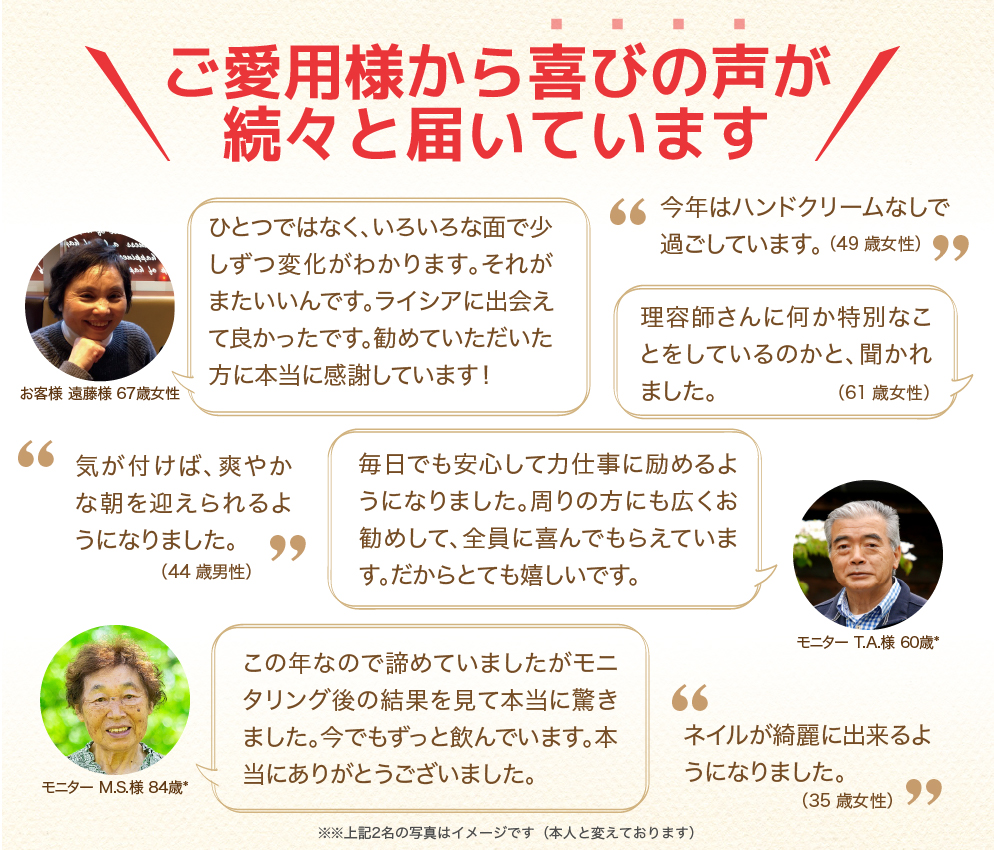 ご愛用様から喜びの声が
続々と届いています
ひとつではなく、いろいろな面で少
しずつ変化がわかります。それが
またいいんです。ライシアに出会え
て良かったです。勧めていただいた
方に本当に感謝しています!
お客様 遠藤様 67歳女性
今年はハンドクリームなしで
過ごしています。(49 歳女性)
理容師さんに何か特別なこ
とをしているのかと、聞かれ
ました。 (61 歳女性)
気が付けば、爽やか
な朝を迎えられるよ
うになりました。
(44 歳男性)
毎日でも安心して力仕事に励めるよ
うになりました。周りの方にも広くお
勧めして、全員に喜んでもらえていま
す。だからとても嬉しいです。
モニター T.A.様 60歳*
この年なので諦めていましたがモニ
タリング後の結果を見て本当に驚き
ました。今でもずっと飲んでいます。本
当にありがとうございました。
モニター M.S.様 84歳*
ネイルが綺麗に出来るよ
うになりました。
(35 歳女性)
※※上記2名の写真はイメージです(本人と変えております)